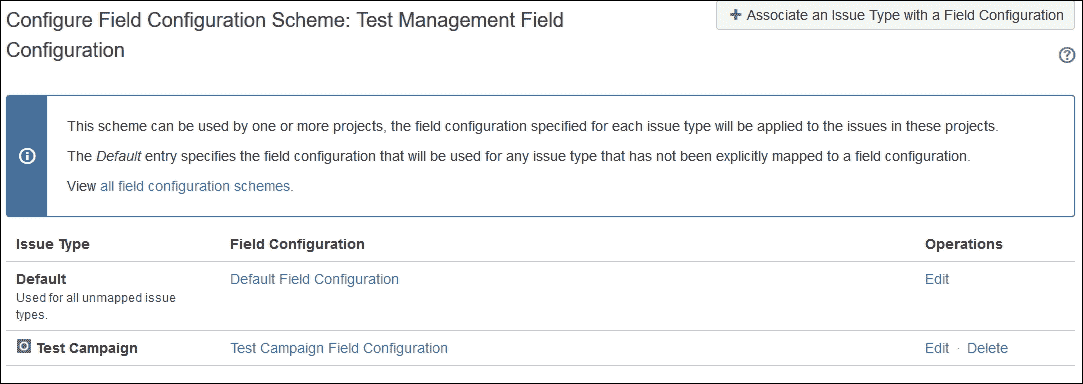 Configure Field Configuration Scheme: Test Management Field
Configuration
+ Associate an Issue Type with a Field Configuration
This scheme can be used by one or more projects, the field configuration specified for each issue type will be applied to the issues in these projects.
The Default entry specifies the field configuration that will be used for any issue type that has not been explicitly mapped to a field configuration.
View all field configuration schemes.
Issue Type Field Configuration Operations
Default Default Field Configuration Edit
Used for all unmapped issue
types.
Test Campaign Test Campaign Field Configuration Edit · Delete